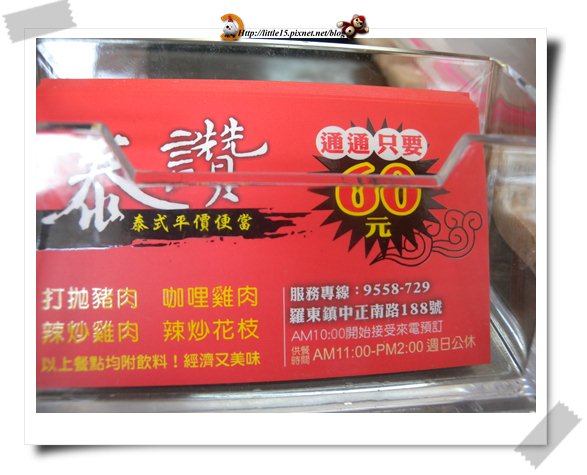 Http://little15.pixnet.net/blog
泰讚
泰式平價便當
通通只要
60
元
打拋豬肉 咖哩雞肉
辣炒雞肉 辣炒花枝
以上餐點均附飲料！經濟又美味
服務專線：9558-729
羅東鎮中正南路188號
AM10:00開始接受來電預訂
供餐時間 AM11:00-PM2:00 週日公休